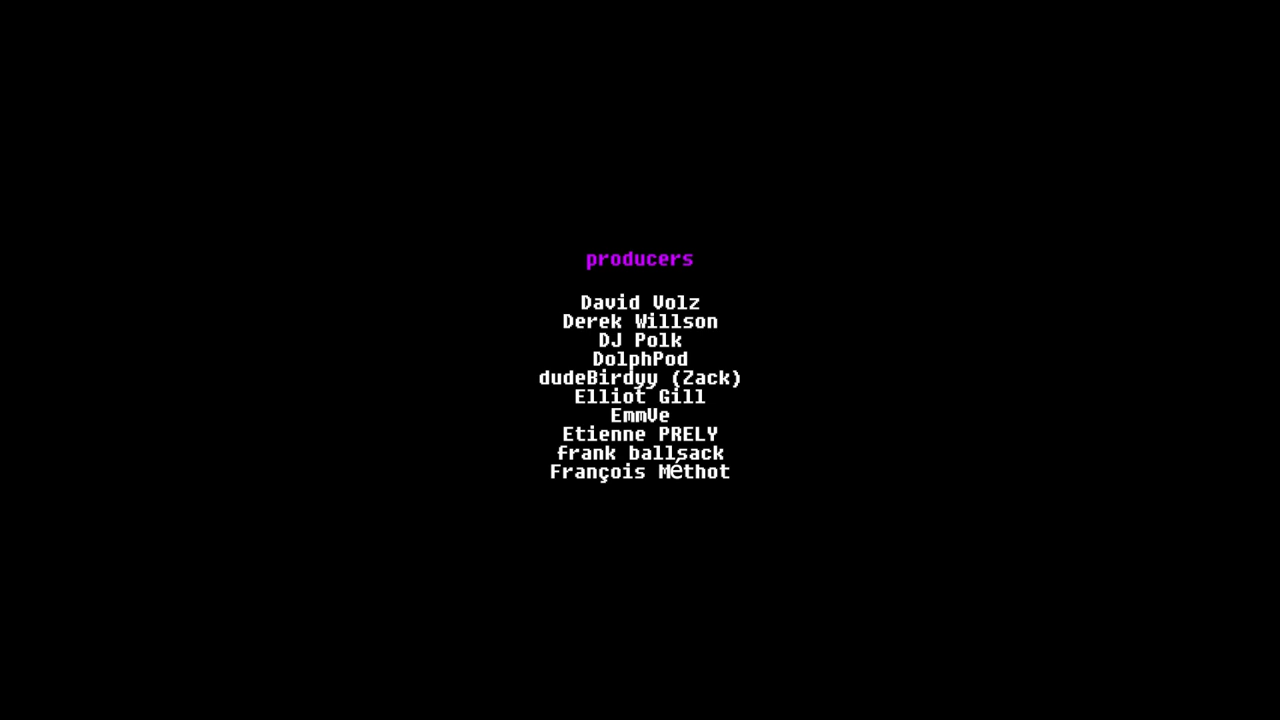 producers
David Volz
Derek Willson
DJ Polk
DolphPod
dudeBirdyy (Zack)
Elliot Gill
EmmVe
Etienne PRELY
frank ballsack
François Méthot